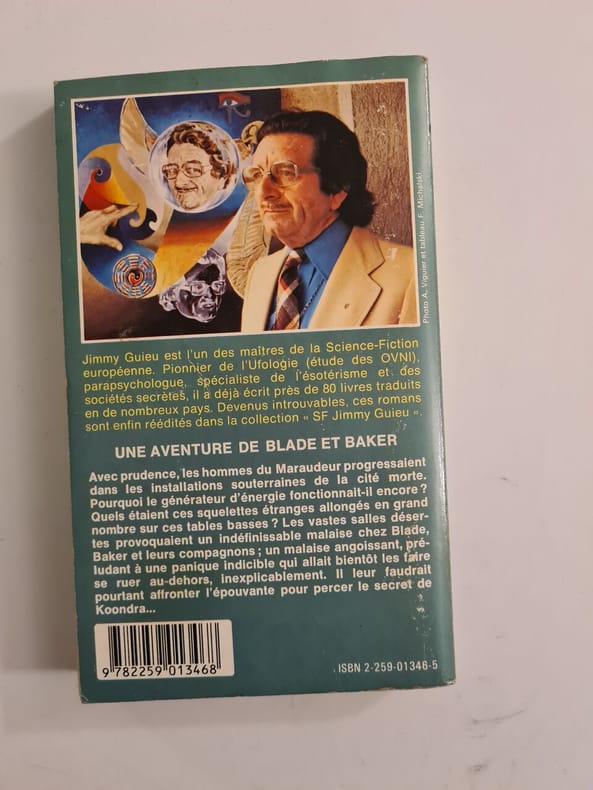 Photo A. Viguier et tableau F. Michalski
Jimmy Guieu est l'un des maîtres de la Science-Fiction
européenne. Pionnier de l'Ufologie (étude des OVNI),
parapsychologue, spécialiste de l'ésotérisme et des
sociétés secrètes, il a déjà écrit près de 80 livres traduits
en de nombreux pays. Devenus introuvables, ces romans
sont enfin réédités dans la collection « SF Jimmy Guieu ».
UNE AVENTURE DE BLADE ET BAKER
Avec prudence, les hommes du Maraudeur progressaient
dans les installations souterraines de la cité morte.
Pourquoi le générateur d'énergie fonctionnait-il encore ?
Quels étaient ces squelettes étranges allongés en grand
nombre sur ces tables basses ? Les vastes salles déser-
tes provoquaient un indéfinissable malaise chez Blade,
Baker et leurs compagnons ; un malaise angoissant, pré-
ludant à une panique indicible qui allait bientôt les faire
se ruer au-dehors, inexplicablement. Il leur faudrait
pourtant affronter l'épouvante pour percer le secret de
Koondra...
9 782259 013468
ISBN 2-259-01346-5